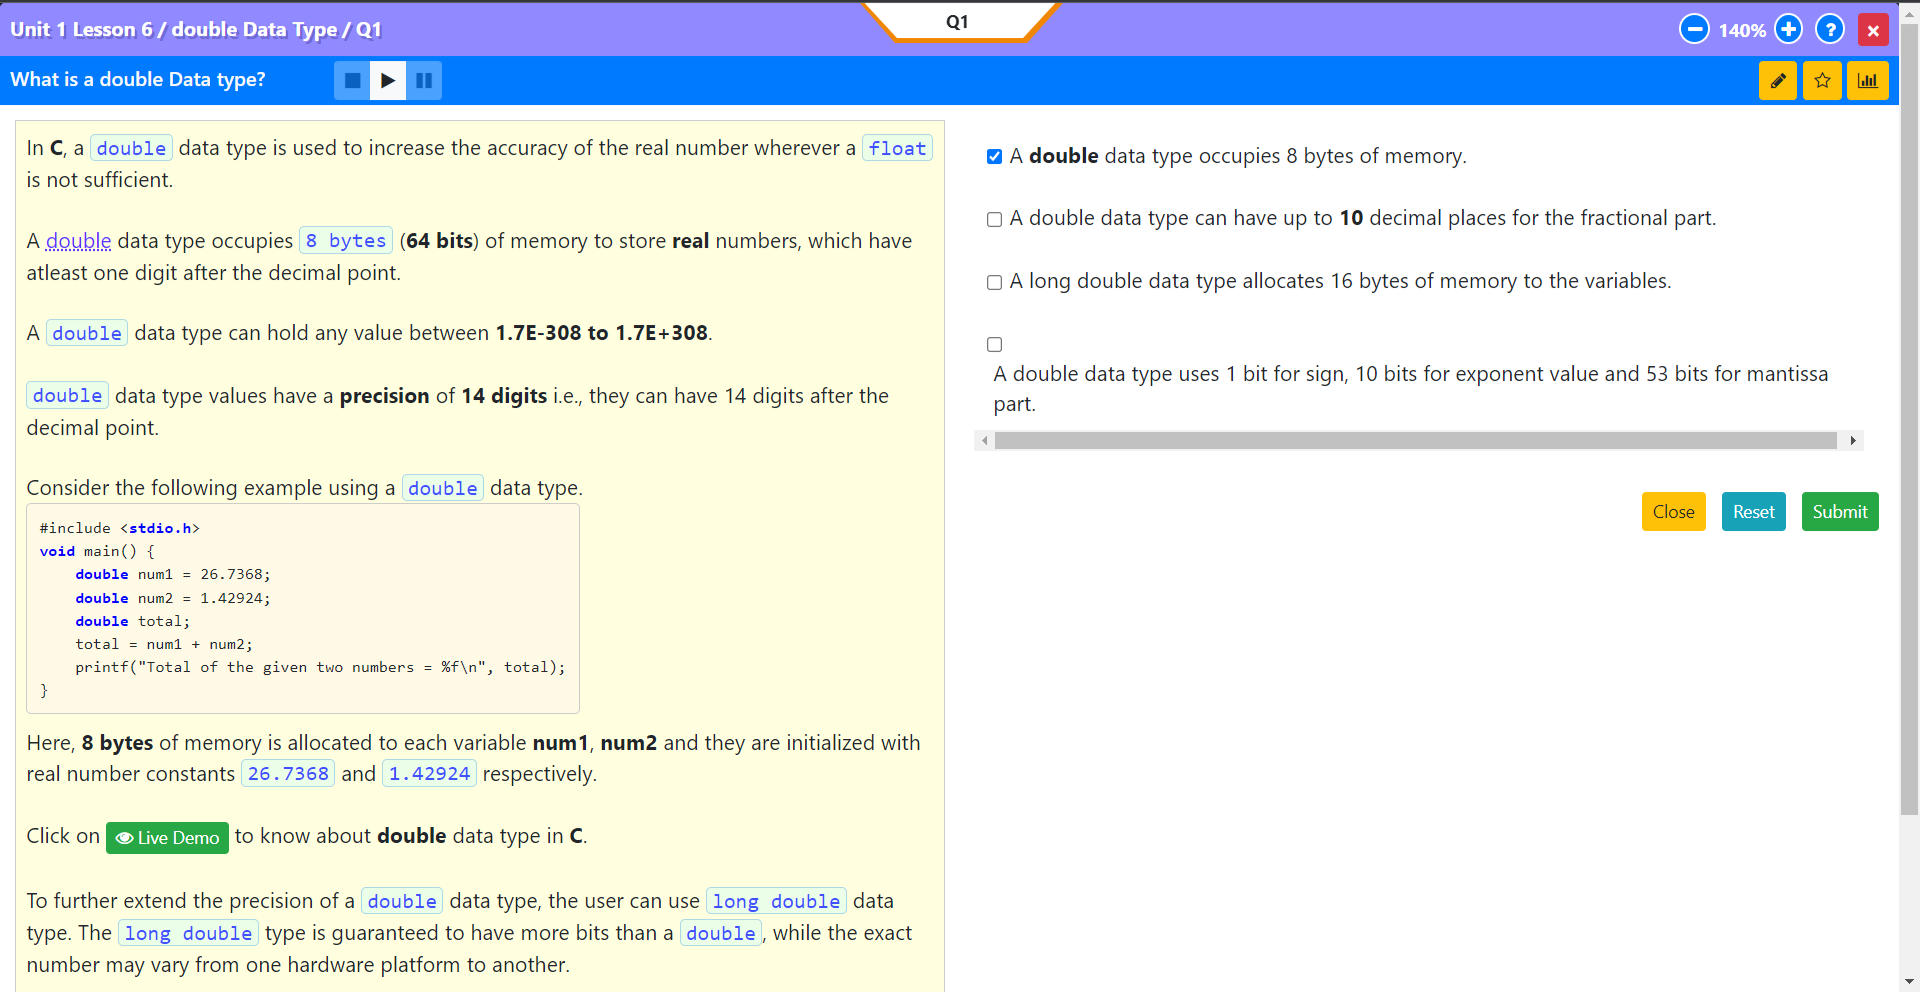 Unit 1 Lesson 6 / double Data Type / Q1
Q1
140%
?
×
What is a double Data type?
In C, a double data type is used to increase the accuracy of the real number wherever a float
is not sufficient.
A double data type occupies 8 bytes (64 bits) of memory to store real numbers, which have
atleast one digit after the decimal point.
A double data type can hold any value between 1.7E-308 to 1.7E+308.
double data type values have a precision of 14 digits i.e., they can have 14 digits after the
decimal point.
Consider the following example using a double data type.
#include <stdio.h>
void main() {
    double num1 = 26.7368;
    double num2 = 1.42924;
    double total;
    total = num1 + num2;
    printf("Total of the given two numbers = %f\n", total);
}
Here, 8 bytes of memory is allocated to each variable num1, num2 and they are initialized with
real number constants 26.7368 and 1.42924 respectively.
Click on Live Demo to know about double data type in C.
To further extend the precision of a double data type, the user can use long double data
type. The long double type is guaranteed to have more bits than a double, while the exact
number may vary from one hardware platform to another.
A double data type occupies 8 bytes of memory.
A double data type can have up to 10 decimal places for the fractional part.
A long double data type allocates 16 bytes of memory to the variables.
A double data type uses 1 bit for sign, 10 bits for exponent value and 53 bits for mantissa
part.
Close Reset Submit